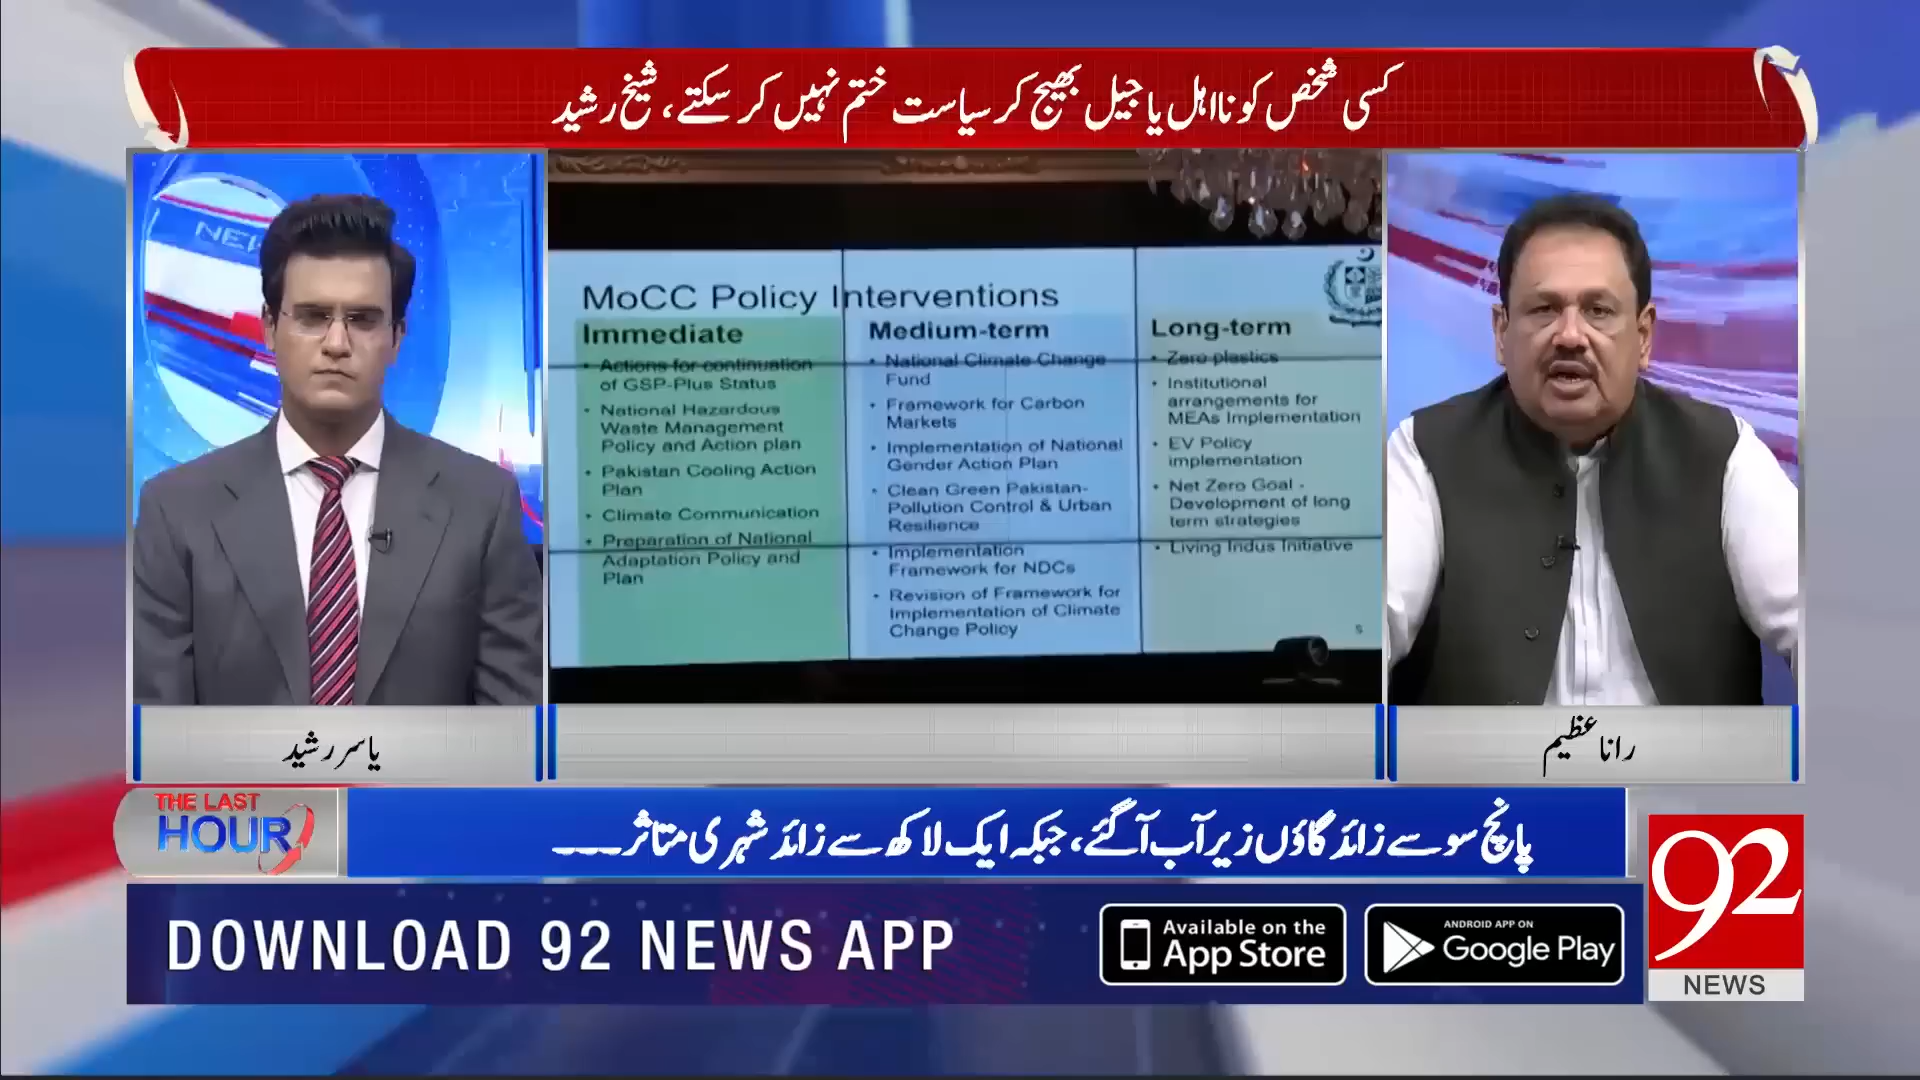 کسی شخص کو نااہل یا جیل بھیج کر سیاست ختم نہیں کر سکتے، شیخ رشید
NEW
MoCC Policy Interventions
Immediate
• Actions for continuation
of GSP-Plus Status
• National Hazardous
Waste Management
Policy and Action plan
• Pakistan Cooling Action
Plan
• Climate Communication
• Preparation of National
Adaptation Policy and
Plan
Medium-term
• National Climate Change
Fund
• Framework for Carbon
Markets
• Implementation of National
Gender Action Plan
• Clean Green Pakistan-
Pollution Control & Urban
Resilience
• Implementation
Framework for NDCs
• Revision of Framework for
Implementation of Climate
Change Policy
Long-term
• Zero plastics
• Institutional
arrangements for
MEAs Implementation
• EV Policy
implementation
• Net Zero Goal -
Development of long
term strategies
• Living Indus Initiative
5
یاسر رشید
رانا عظیم
THE LAST
HOUR
پانچ سو سے زائد گاؤں زیر آب آگئے، جبکہ ایک لاکھ سے زائد شہری متاثر ۔۔۔
DOWNLOAD 92 NEWS APP
Available on the
App Store
ANDROID APP ON
Google Play
92
NEWS